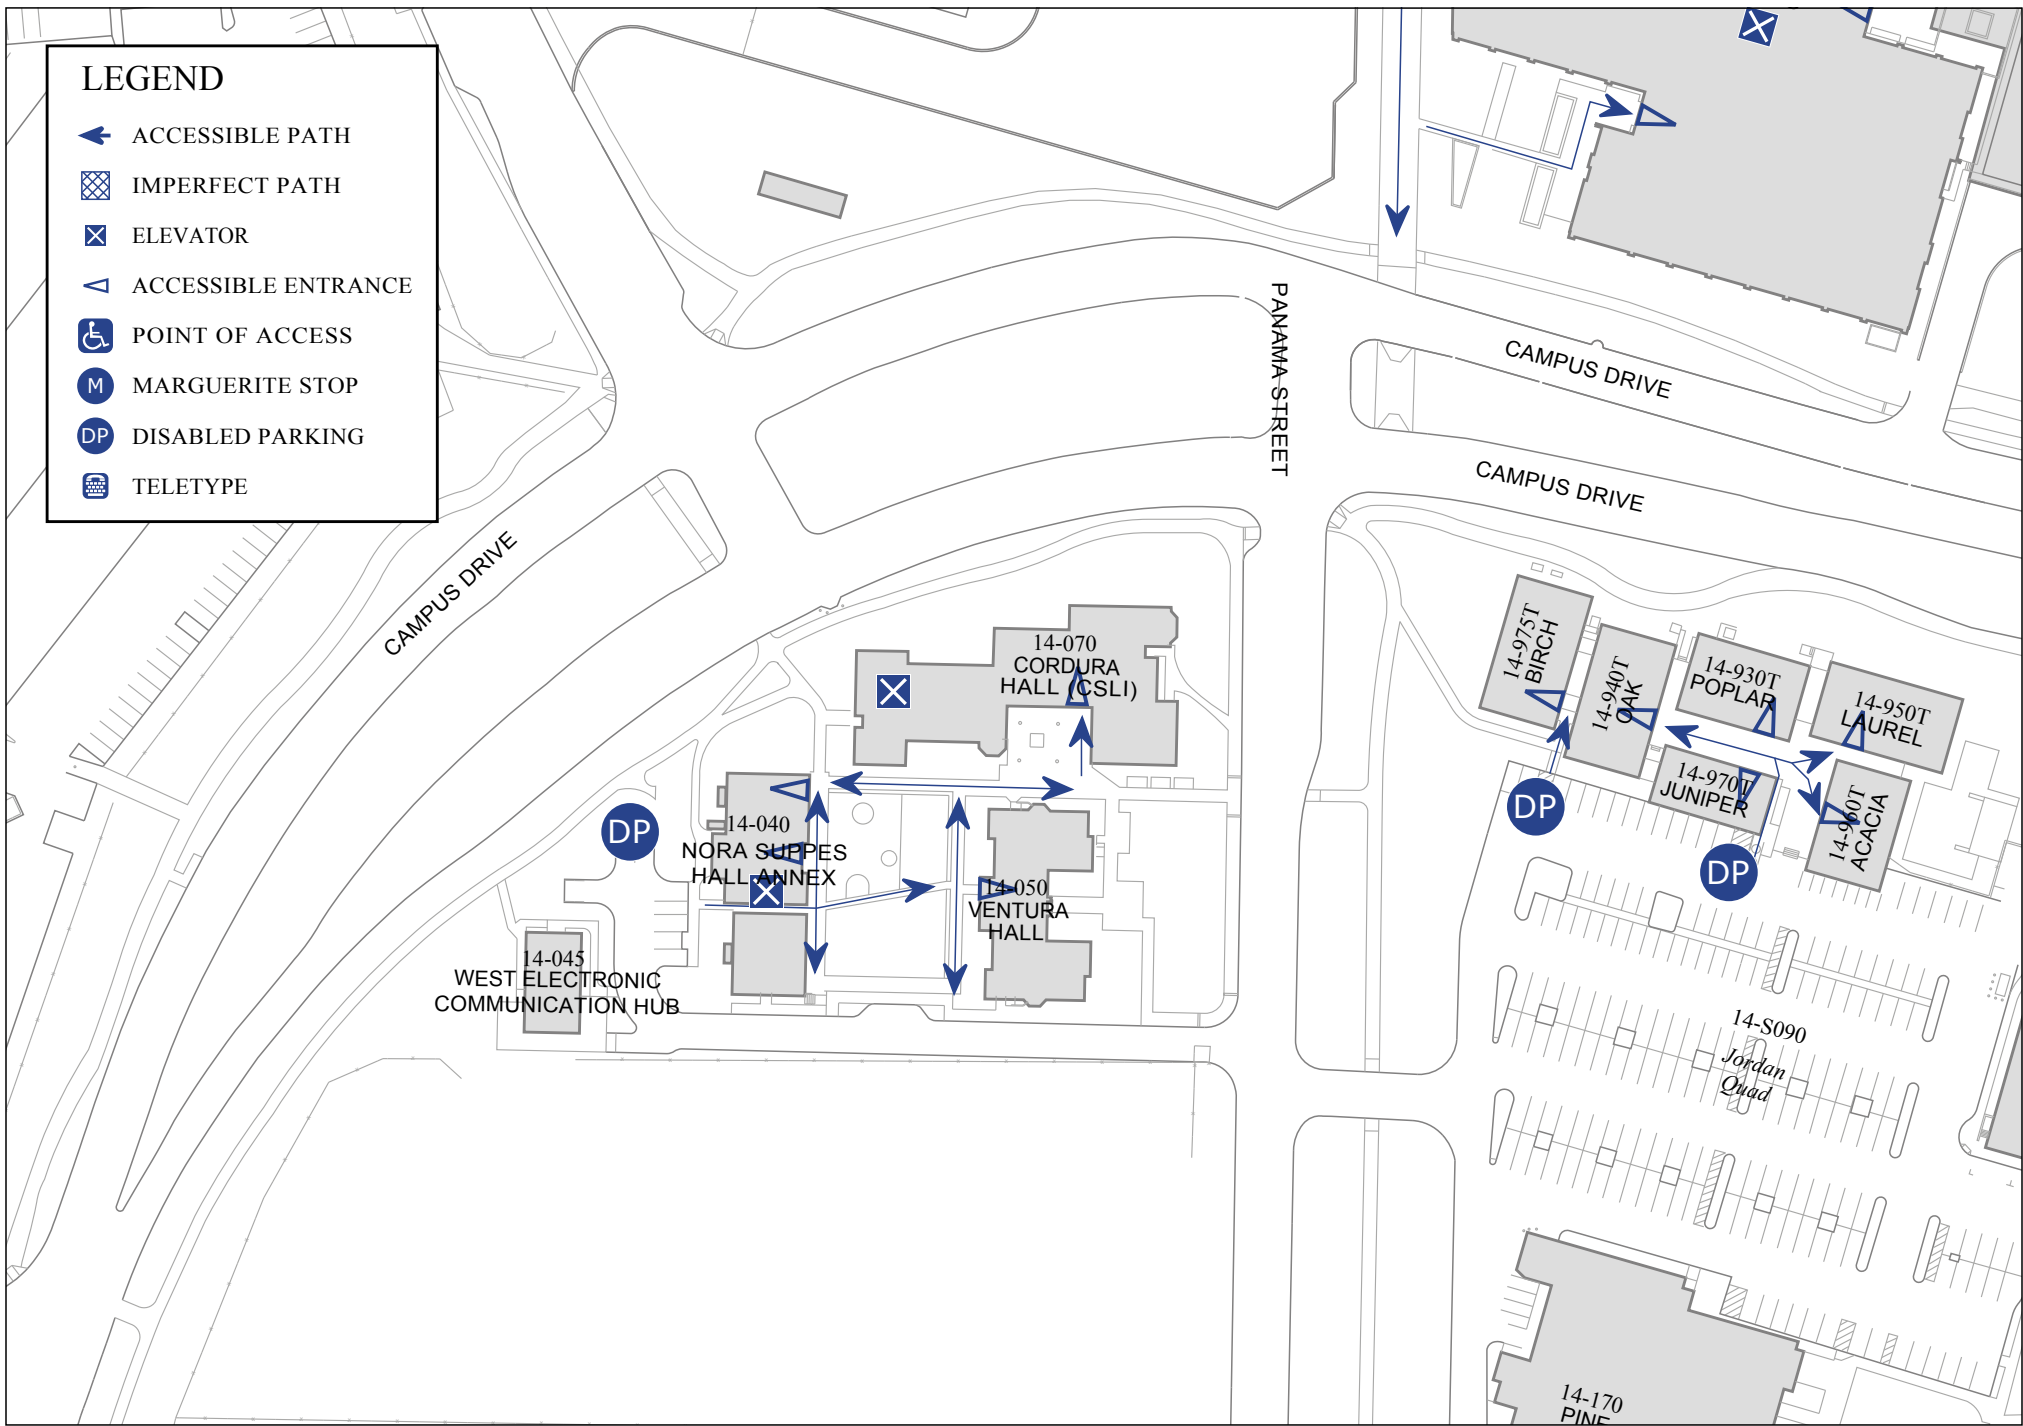 LEGEND
ACCESSIBLE PATH
IMPERFECT PATH
ELEVATOR
ACCESSIBLE ENTRANCE
POINT OF ACCESS
M MARGUERITE STOP
DP DISABLED PARKING
TELETYPE
PANAMA STREET
CAMPUS DRIVE
CAMPUS DRIVE
CAMPUS DRIVE
14-070
CORDURA
HALL (CSLI)
14-975T
BIRCH
14-940T
OAK
14-930T
POPLAR
14-950T
LAUREL
14-970T
JUNIPER
14-960T
ACACIA
DP
DP
DP
14-040
NORA SUPPES
HALL ANNEX
14-050
VENTURA
HALL
14-045
WEST ELECTRONIC
COMMUNICATION HUB
14-S090
Jordan
Quad
14-170
PINE